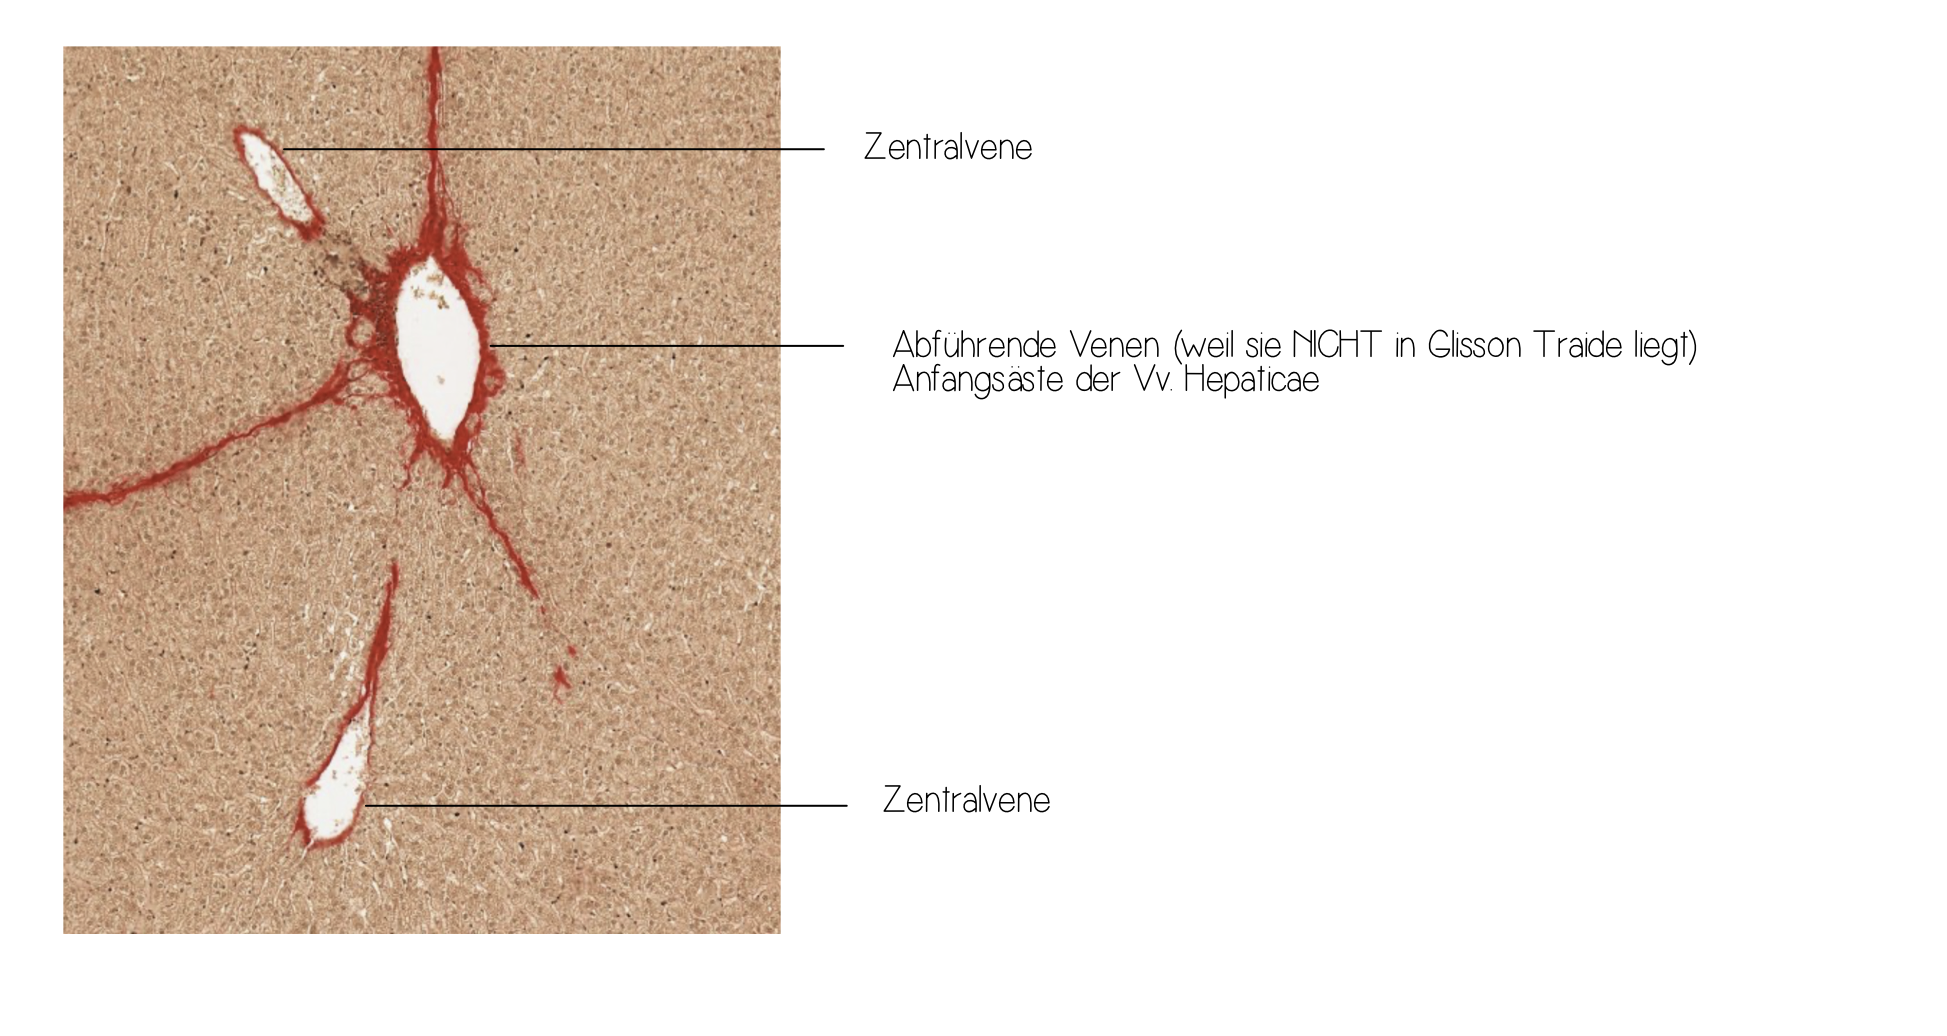 Zentralvene
Abführende Venen (weil sie NICHT in Glisson Traide liegt)
Anfangsäste der Vv. Hepaticae
Zentralvene